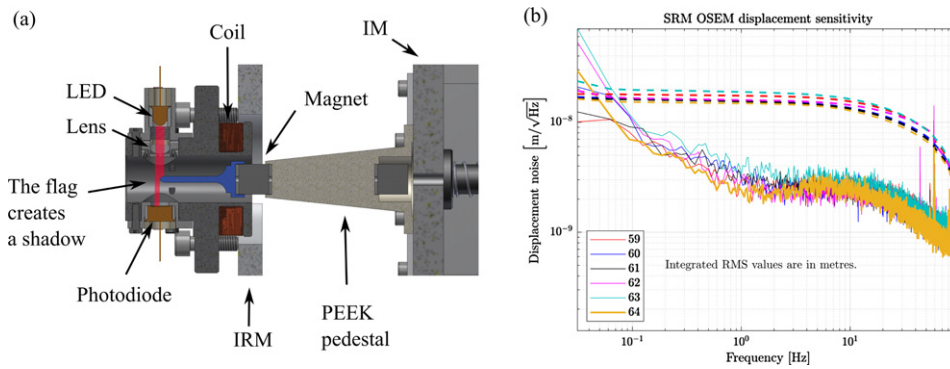 (a)
Coil
IM
LED
Lens
Magnet
The flag
creates
a shadow
Photodiode
IRM
PEEK
pedestal
(b)
SRM OSEM displacement sensitivity
Displacement noise [m/√Hz]
10⁻⁸
10⁻⁹
59
60
61
62
63
64
Integrated RMS values are in metres.
10⁻¹
10⁰
10¹
Frequency [Hz]